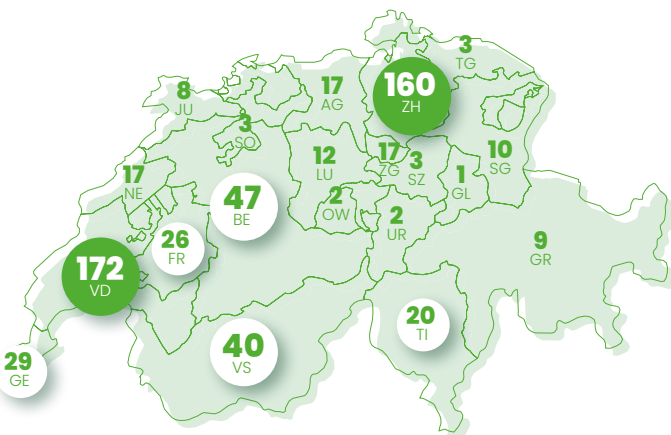 3
TG
160
ZH
17
AG
8
JU
3
SO
17
ZG
3
SZ
10
SG
12
LU
1
GL
17
NE
2
OW
47
BE
2
UR
26
FR
9
GR
172
VD
20
TI
40
VS
29
GE